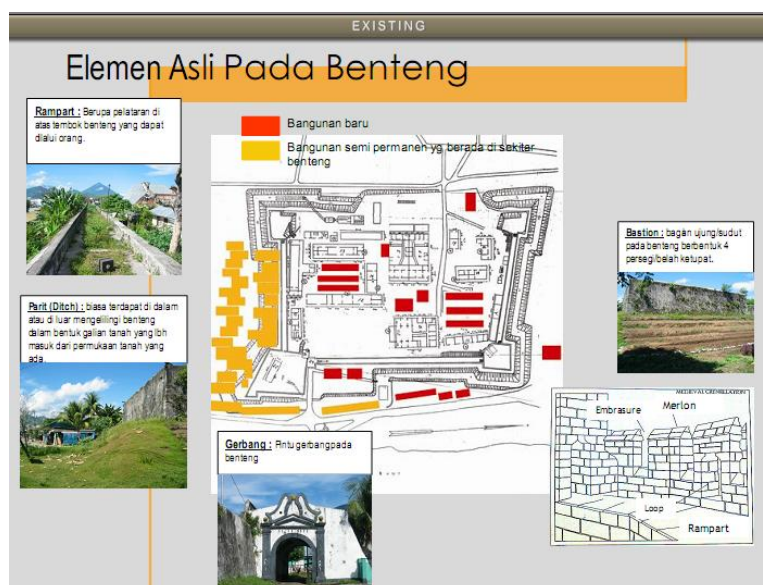 EXISTING
Elemen Asli Pada Benteng
Rampart : Berupa pelataran di
atas tembok benteng yang dapat
dilalui orang.
Bangunan baru
Bangunan semi permanen yg berada di sekitar
benteng
Bastion : bagian ujung/sudut
pada benteng berbentuk 4
persegi/belah ketupat.
Parit (Ditch) : biasa terdapat di dalam
atau di luar mengelilingi benteng
dalam bentuk galian tanah yang lbh
masuk dari permukaan tanah yang
ada.
Gerbang : Pintu gerbang pada
benteng
MEDIEVAL CRENELLATION
Embrasure
Merlon
Loop
Rampart